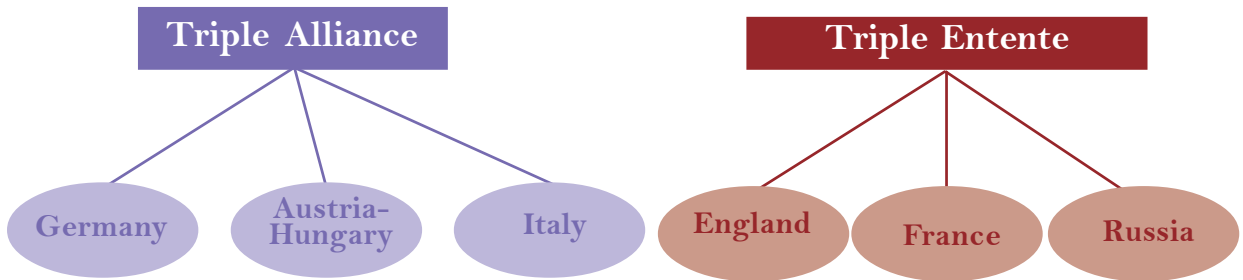 Triple Alliance
Germany
Austria-
Hungary
Italy
Triple Entente
England
France
Russia